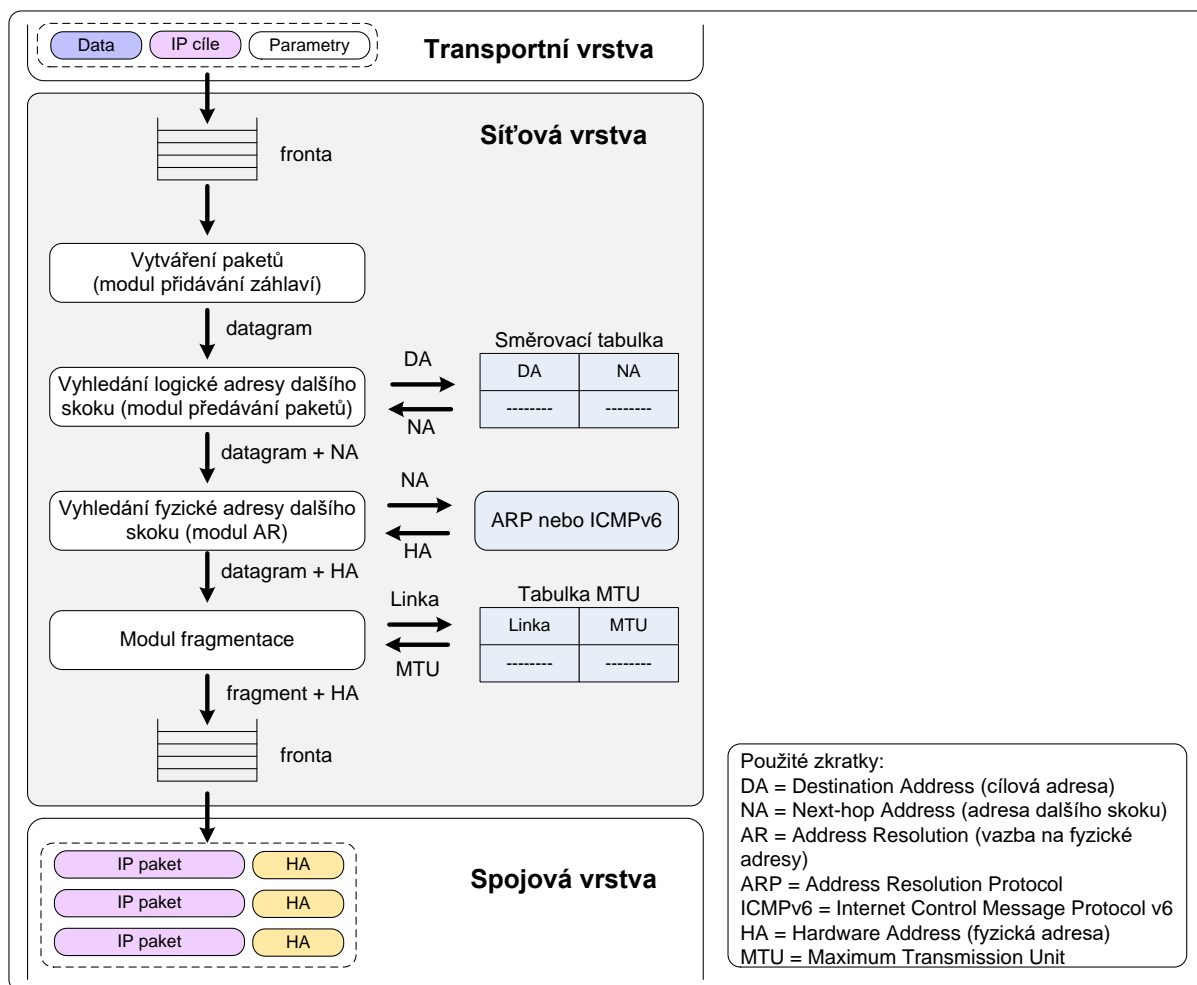 Data
IP cíle
Parametry
Transportní vrstva
Síťová vrstva
fronta
Vytváření paketů
(modul přidávání záhlaví)
datagram
Směrovací tabulka
DA
DA
NA
Vyhledání logické adresy dalšího
skoku (modul předávání paketů)
--------
--------
NA
datagram + NA
NA
Vyhledání fyzické adresy dalšího
skoku (modul AR)
ARP nebo ICMPv6
HA
datagram + HA
Tabulka MTU
Linka
Linka
MTU
Modul fragmentace
--------
--------
MTU
fragment + HA
fronta
IP paket
HA
IP paket
HA
IP paket
HA
Spojová vrstva
Použité zkratky:
DA = Destination Address (cílová adresa)
NA = Next-hop Address (adresa dalšího skoku)
AR = Address Resolution (vazba na fyzické
adresy)
ARP = Address Resolution Protocol
ICMPv6 = Internet Control Message Protocol v6
HA = Hardware Address (fyzická adresa)
MTU = Maximum Transmission Unit